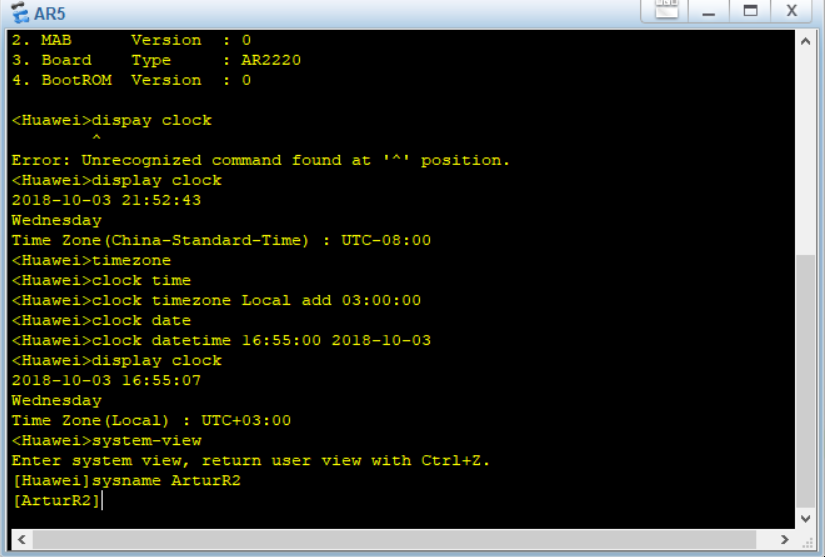 AR5
2. MAB      Version  : 0
3. Board    Type     : AR2220
4. BootROM  Version  : 0
<Huawei>dispay clock
^
Error: Unrecognized command found at '^' position.
<Huawei>display clock
2018-10-03 21:52:43
Wednesday
Time Zone(China-Standard-Time) : UTC-08:00
<Huawei>timezone
<Huawei>clock time
<Huawei>clock timezone Local add 03:00:00
<Huawei>clock date
<Huawei>clock datetime 16:55:00 2018-10-03
<Huawei>display clock
2018-10-03 16:55:07
Wednesday
Time Zone(Local) : UTC+03:00
<Huawei>system-view
Enter system view, return user view with Ctrl+Z.
[Huawei]sysname ArturR2
[ArturR2]